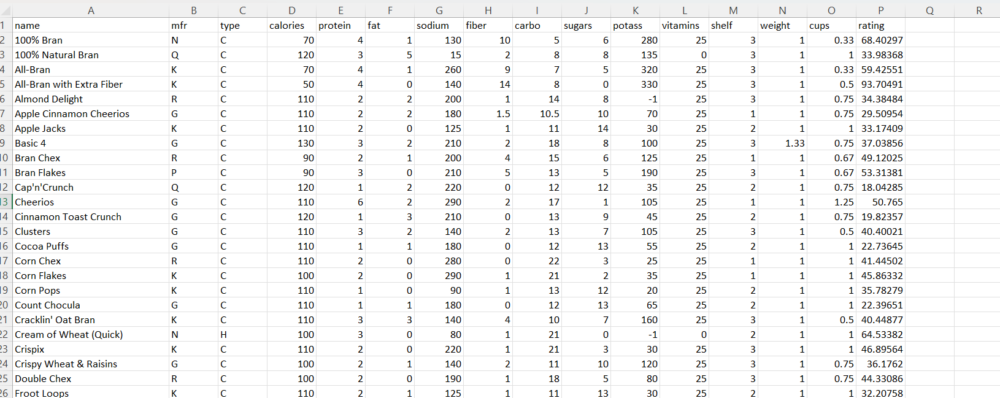 A B C D E F G H I J K L M N O P Q R
1 name mfr type calories protein fat sodium fiber carbo sugars potass vitamins shelf weight cups rating
2 100% Bran N C 70 4 1 130 10 5 6 280 25 3 1 0.33 68.40297
3 100% Natural Bran Q C 120 3 5 15 2 8 8 135 0 3 1 1 33.98368
4 All-Bran K C 70 4 1 260 9 7 5 320 25 3 1 0.33 59.42551
5 All-Bran with Extra Fiber K C 50 4 0 140 14 8 0 330 25 3 1 0.5 93.70491
6 Almond Delight R C 110 2 2 200 1 14 8 -1 25 3 1 0.75 34.38484
7 Apple Cinnamon Cheerios G C 110 2 2 180 1.5 10.5 10 70 25 1 1 0.75 29.50954
8 Apple Jacks K C 110 2 0 125 1 11 14 30 25 2 1 1 33.17409
9 Basic 4 G C 130 3 2 210 2 18 8 100 25 3 1.33 0.75 37.03856
10 Bran Chex R C 90 2 1 200 4 15 6 125 25 1 1 0.67 49.12025
11 Bran Flakes P C 90 3 0 210 5 13 5 190 25 3 1 0.67 53.31381
12 Cap'n'Crunch Q C 120 1 2 220 0 12 12 35 25 2 1 0.75 18.04285
13 Cheerios G C 110 6 2 290 2 17 1 105 25 1 1 1.25 50.765
14 Cinnamon Toast Crunch G C 120 1 3 210 0 13 9 45 25 2 1 0.75 19.82357
15 Clusters G C 110 3 2 140 2 13 7 105 25 3 1 0.5 40.40021
16 Cocoa Puffs G C 110 1 1 180 0 12 13 55 25 2 1 1 22.73645
17 Corn Chex R C 110 2 0 280 0 22 3 25 25 1 1 1 41.44502
18 Corn Flakes K C 100 2 0 290 1 21 2 35 25 1 1 1 45.86332
19 Corn Pops K C 110 1 0 90 1 13 12 20 25 2 1 1 35.78279
20 Count Chocula G C 110 1 1 180 0 12 13 65 25 2 1 1 22.39651
21 Cracklin' Oat Bran K C 110 3 3 140 4 10 7 160 25 3 1 0.5 40.44877
22 Cream of Wheat (Quick) N H 100 3 0 80 1 21 0 -1 0 2 1 1 64.53382
23 Crispix K C 110 2 0 220 1 21 3 30 25 3 1 1 46.89564
24 Crispy Wheat & Raisins G C 100 2 1 140 2 11 10 120 25 3 1 0.75 36.1762
25 Double Chex R C 100 2 0 190 1 18 5 80 25 3 1 0.75 44.33086
26 Froot Loops K C 110 2 1 125 1 11 13 30 25 2 1 1 32.20758